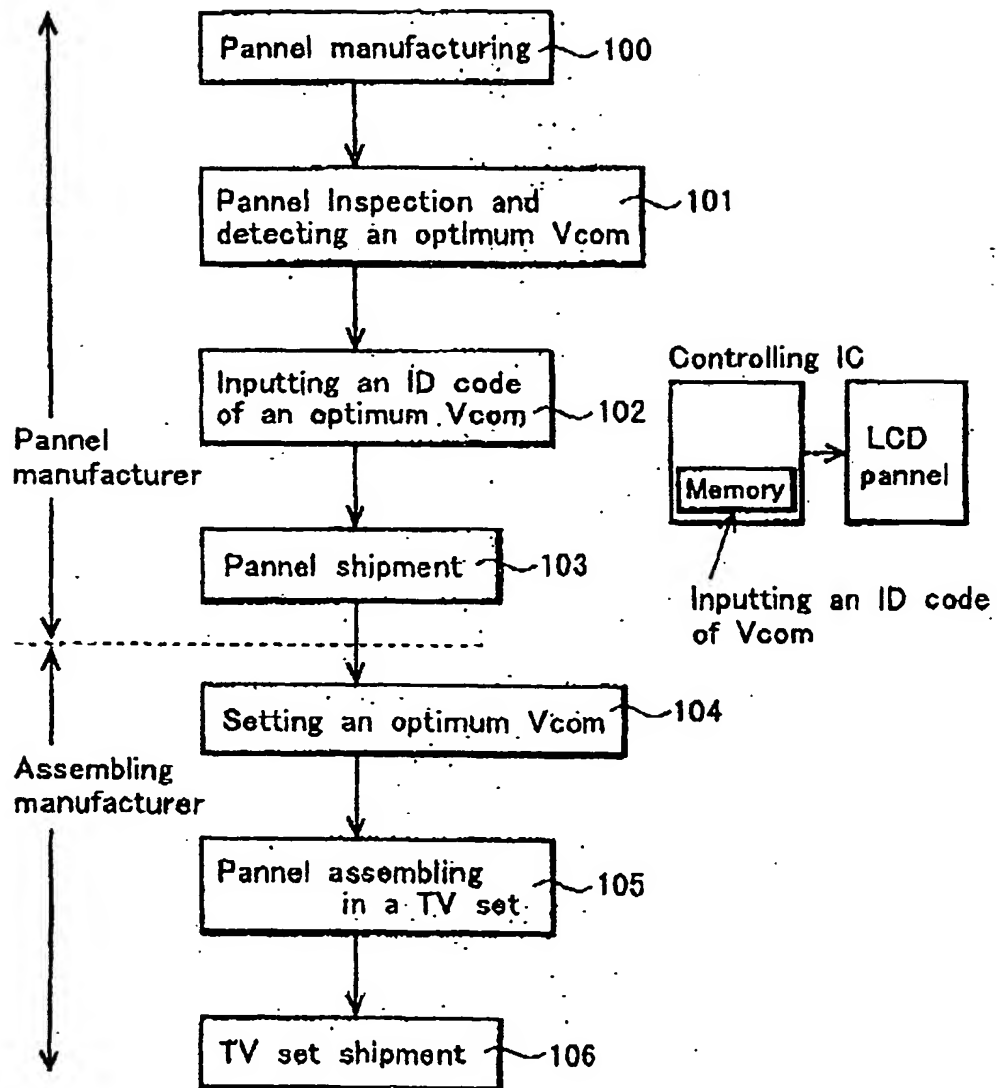 Pannel manufacturing
100
Pannel Inspection and
detecting an optimum Vcom
101
Inputting an ID code
of an optimum Vcom
102
Pannel shipment
103
Setting an optimum Vcom
104
Pannel assembling
in a TV set
105
TV set shipment
106
Pannel
manufacturer
Assembling
manufacturer
Controlling IC
Memory
LCD
pannel
Inputting an ID code
of Vcom